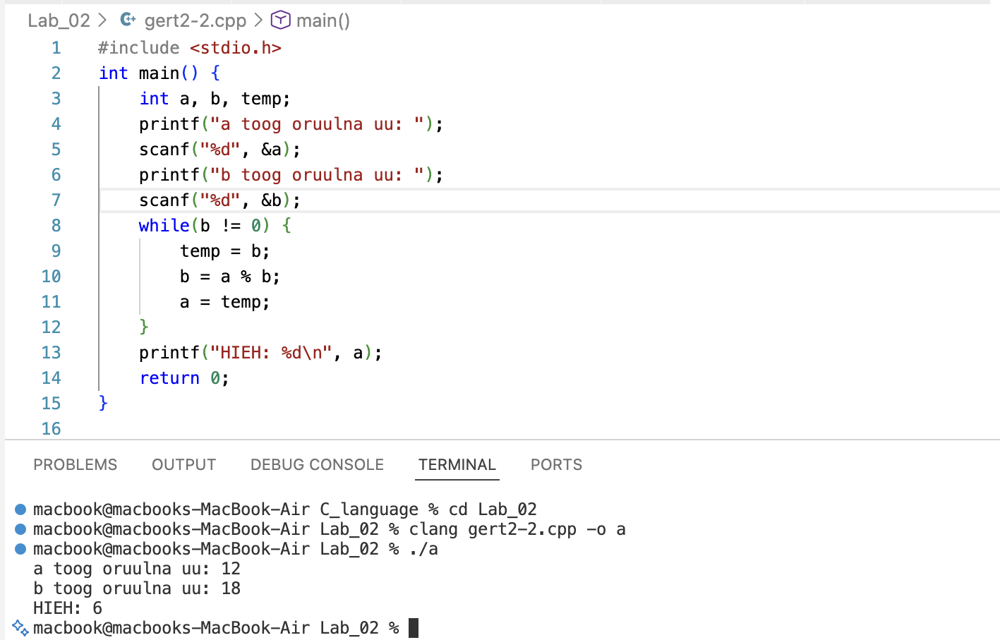 Lab_02 > gert2-2.cpp > main()
1 #include <stdio.h>
2 int main() {
3     int a, b, temp;
4     printf("a toog oruulna uu: ");
5     scanf("%d", &a);
6     printf("b toog oruulna uu: ");
7     scanf("%d", &b);
8     while(b != 0) {
9         temp = b;
10         b = a % b;
11         a = temp;
12     }
13     printf("HIEH: %d\n", a);
14     return 0;
15 }
16
PROBLEMS OUTPUT DEBUG CONSOLE TERMINAL PORTS
macbook@macbooks-MacBook-Air C_language % cd Lab_02
macbook@macbooks-MacBook-Air Lab_02 % clang gert2-2.cpp -o a
macbook@macbooks-MacBook-Air Lab_02 % ./a
a toog oruulna uu: 12
b toog oruulna uu: 18
HIEH: 6
macbook@macbooks-MacBook-Air Lab_02 %